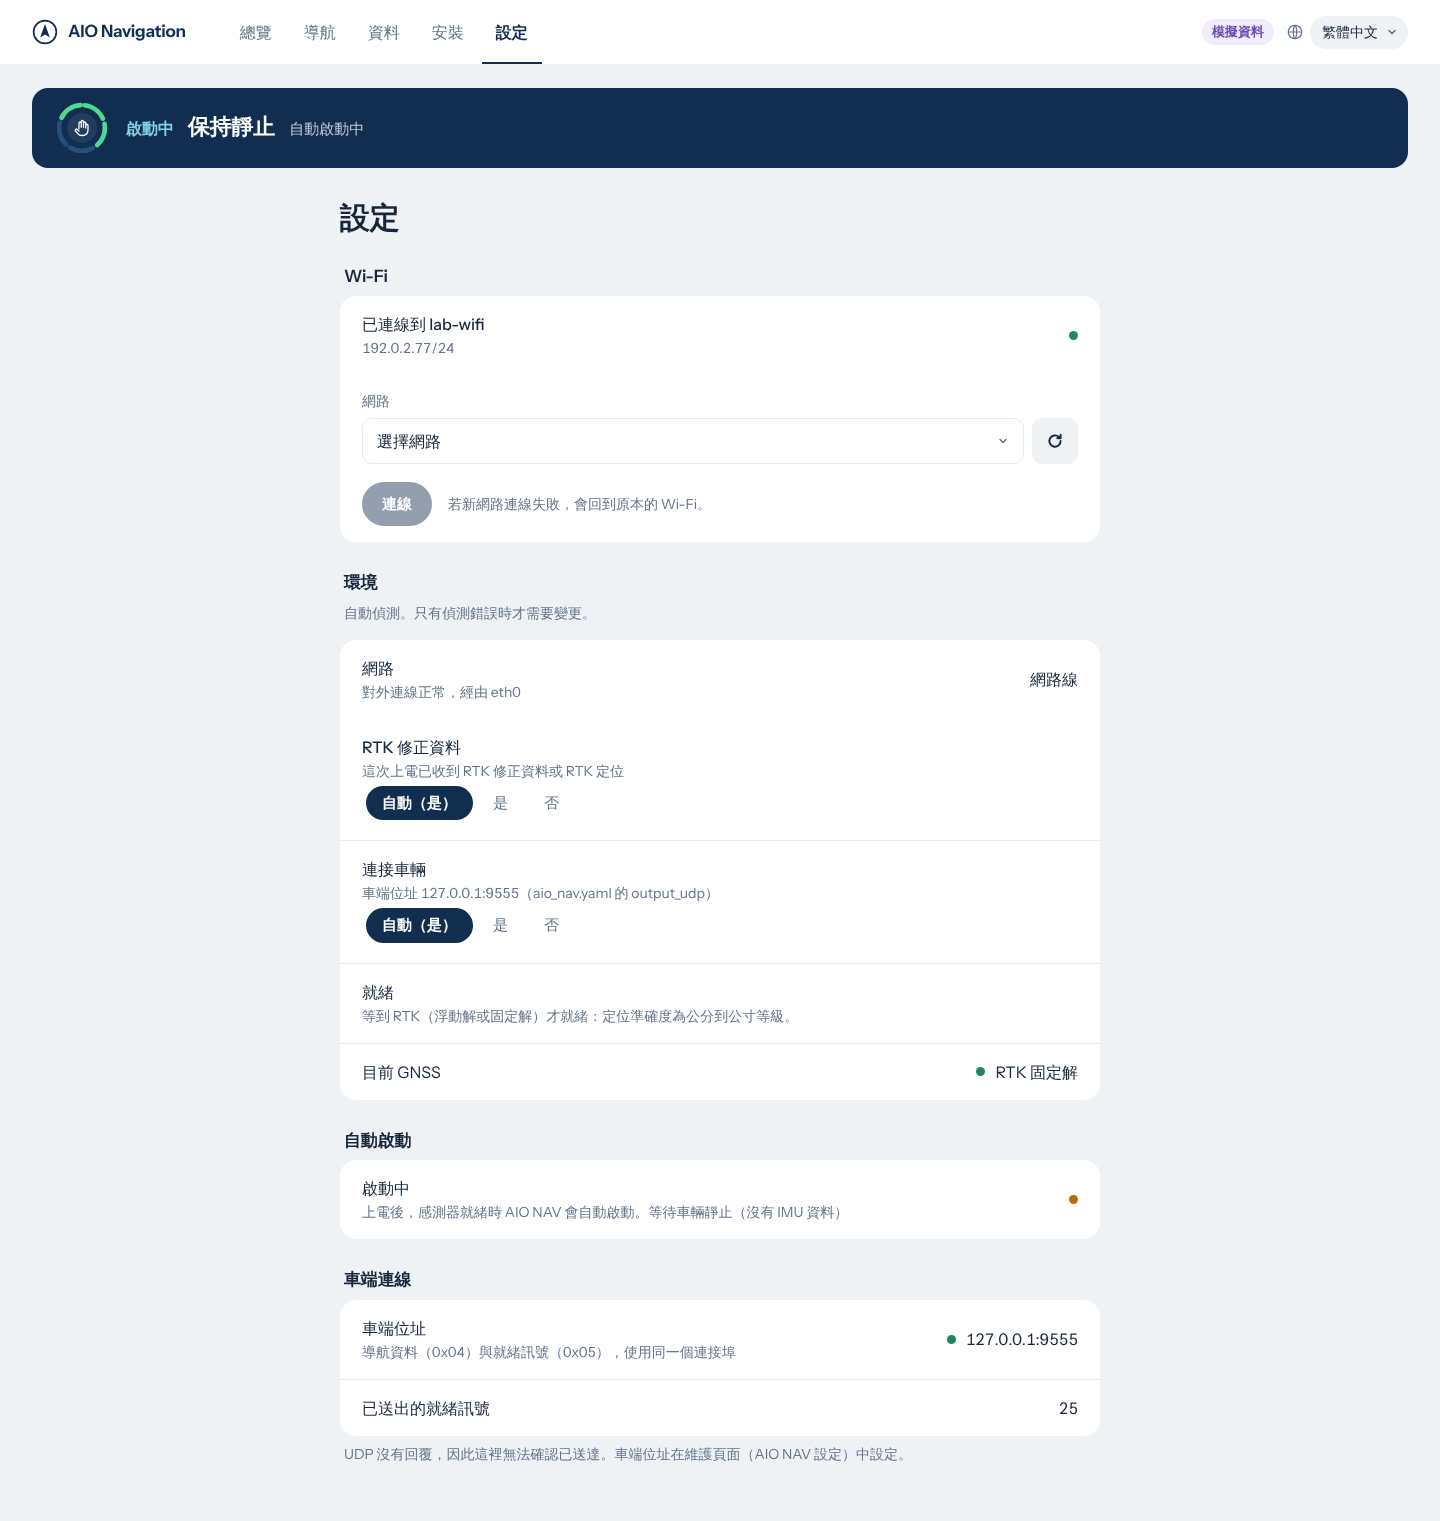 AIO Navigation
總覽
導航
資料
安裝
設定
模擬資料
繁體中文
啟動中 保持靜止 自動啟動中
設定
Wi-Fi
已連線到 lab-wifi
192.0.2.77/24
網路
選擇網路
連線
若新網路連線失敗，會回到原本的 Wi-Fi。
環境
自動偵測。只有偵測錯誤時才需要變更。
網路
對外連線正常，經由 eth0
網路線
RTK 修正資料
這次上電已收到 RTK 修正資料或 RTK 定位
自動（是） 是 否
連接車輛
車端位址 127.0.0.1:9555（aio_nav.yaml 的 output_udp）
自動（是） 是 否
就緒
等到 RTK（浮動解或固定解）才就緒：定位準確度為公分到公寸等級。
目前 GNSS
RTK 固定解
自動啟動
啟動中
上電後，感測器就緒時 AIO NAV 會自動啟動。等待車輛靜止（沒有 IMU 資料）
車端連線
車端位址
導航資料（0x04）與就緒訊號（0x05），使用同一個連接埠
127.0.0.1:9555
已送出的就緒訊號
25
UDP 沒有回覆，因此這裡無法確認已送達。車端位址在維護頁面（AIO NAV 設定）中設定。